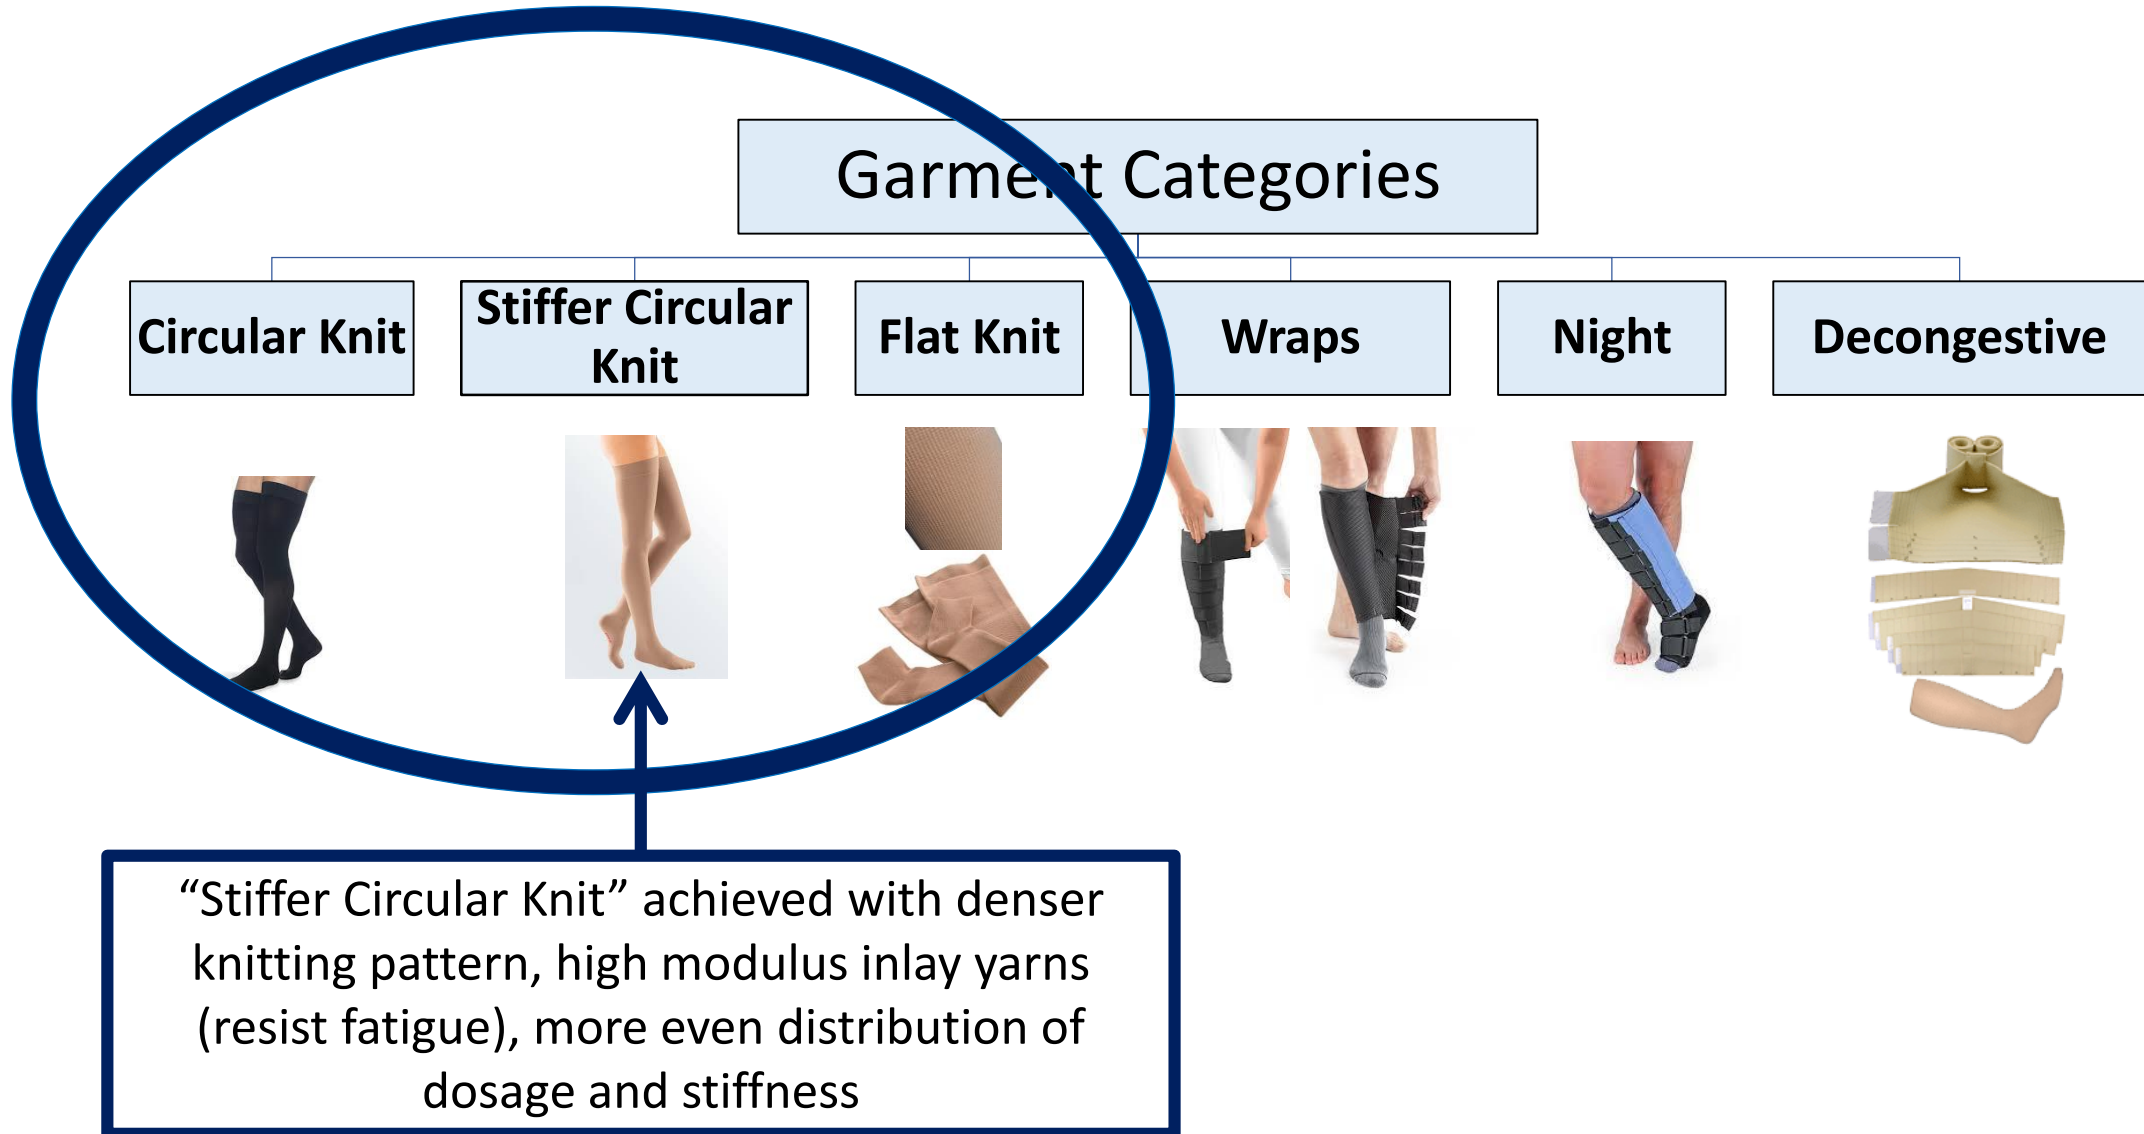 Garment Categories
Circular Knit
Stiffer Circular
Knit
Flat Knit
Wraps
Night
Decongestive
“Stiffer Circular Knit” achieved with denser
knitting pattern, high modulus inlay yarns
(resist fatigue), more even distribution of
dosage and stiffness